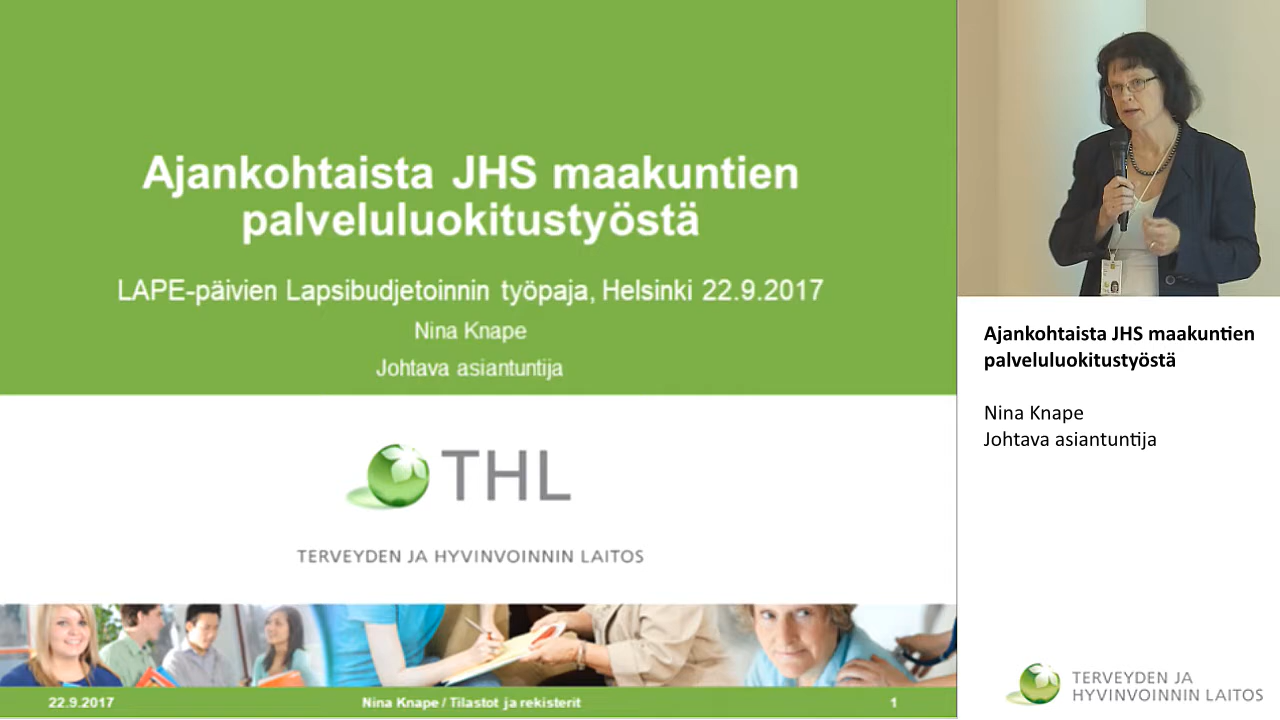 Ajankohtaista JHS maakuntien
palveluluokitustyöstä
LAPE-päivien Lapsibudjetoinnin työpaja, Helsinki 22.9.2017
Nina Knape
Johtava asiantuntija
THL
TERVEYDEN JA HYVINVOINNIN LAITOS
22.9.2017
Nina Knape / Tilastot ja rekisterit
1
Ajankohtaista JHS maakuntien
palveluluokitustyöstä
Nina Knape
Johtava asiantuntija
TERVEYDEN JA
HYVINVOINNIN LAITOS